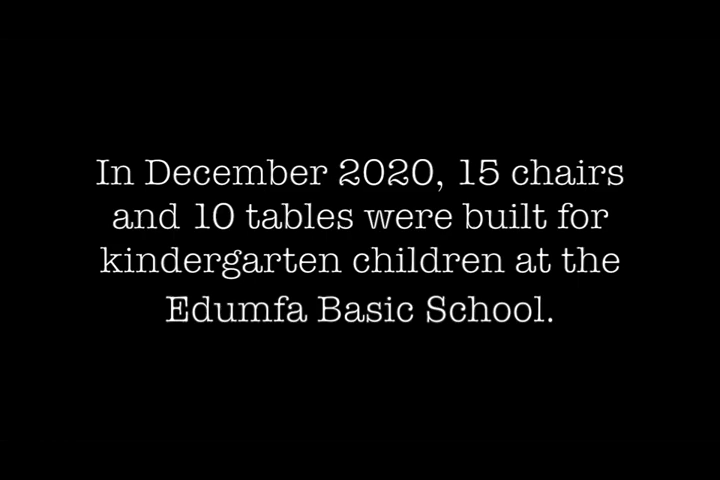 In December 2020, 15 chairs
and 10 tables were built for
kindergarten children at the
Edumfa Basic School.